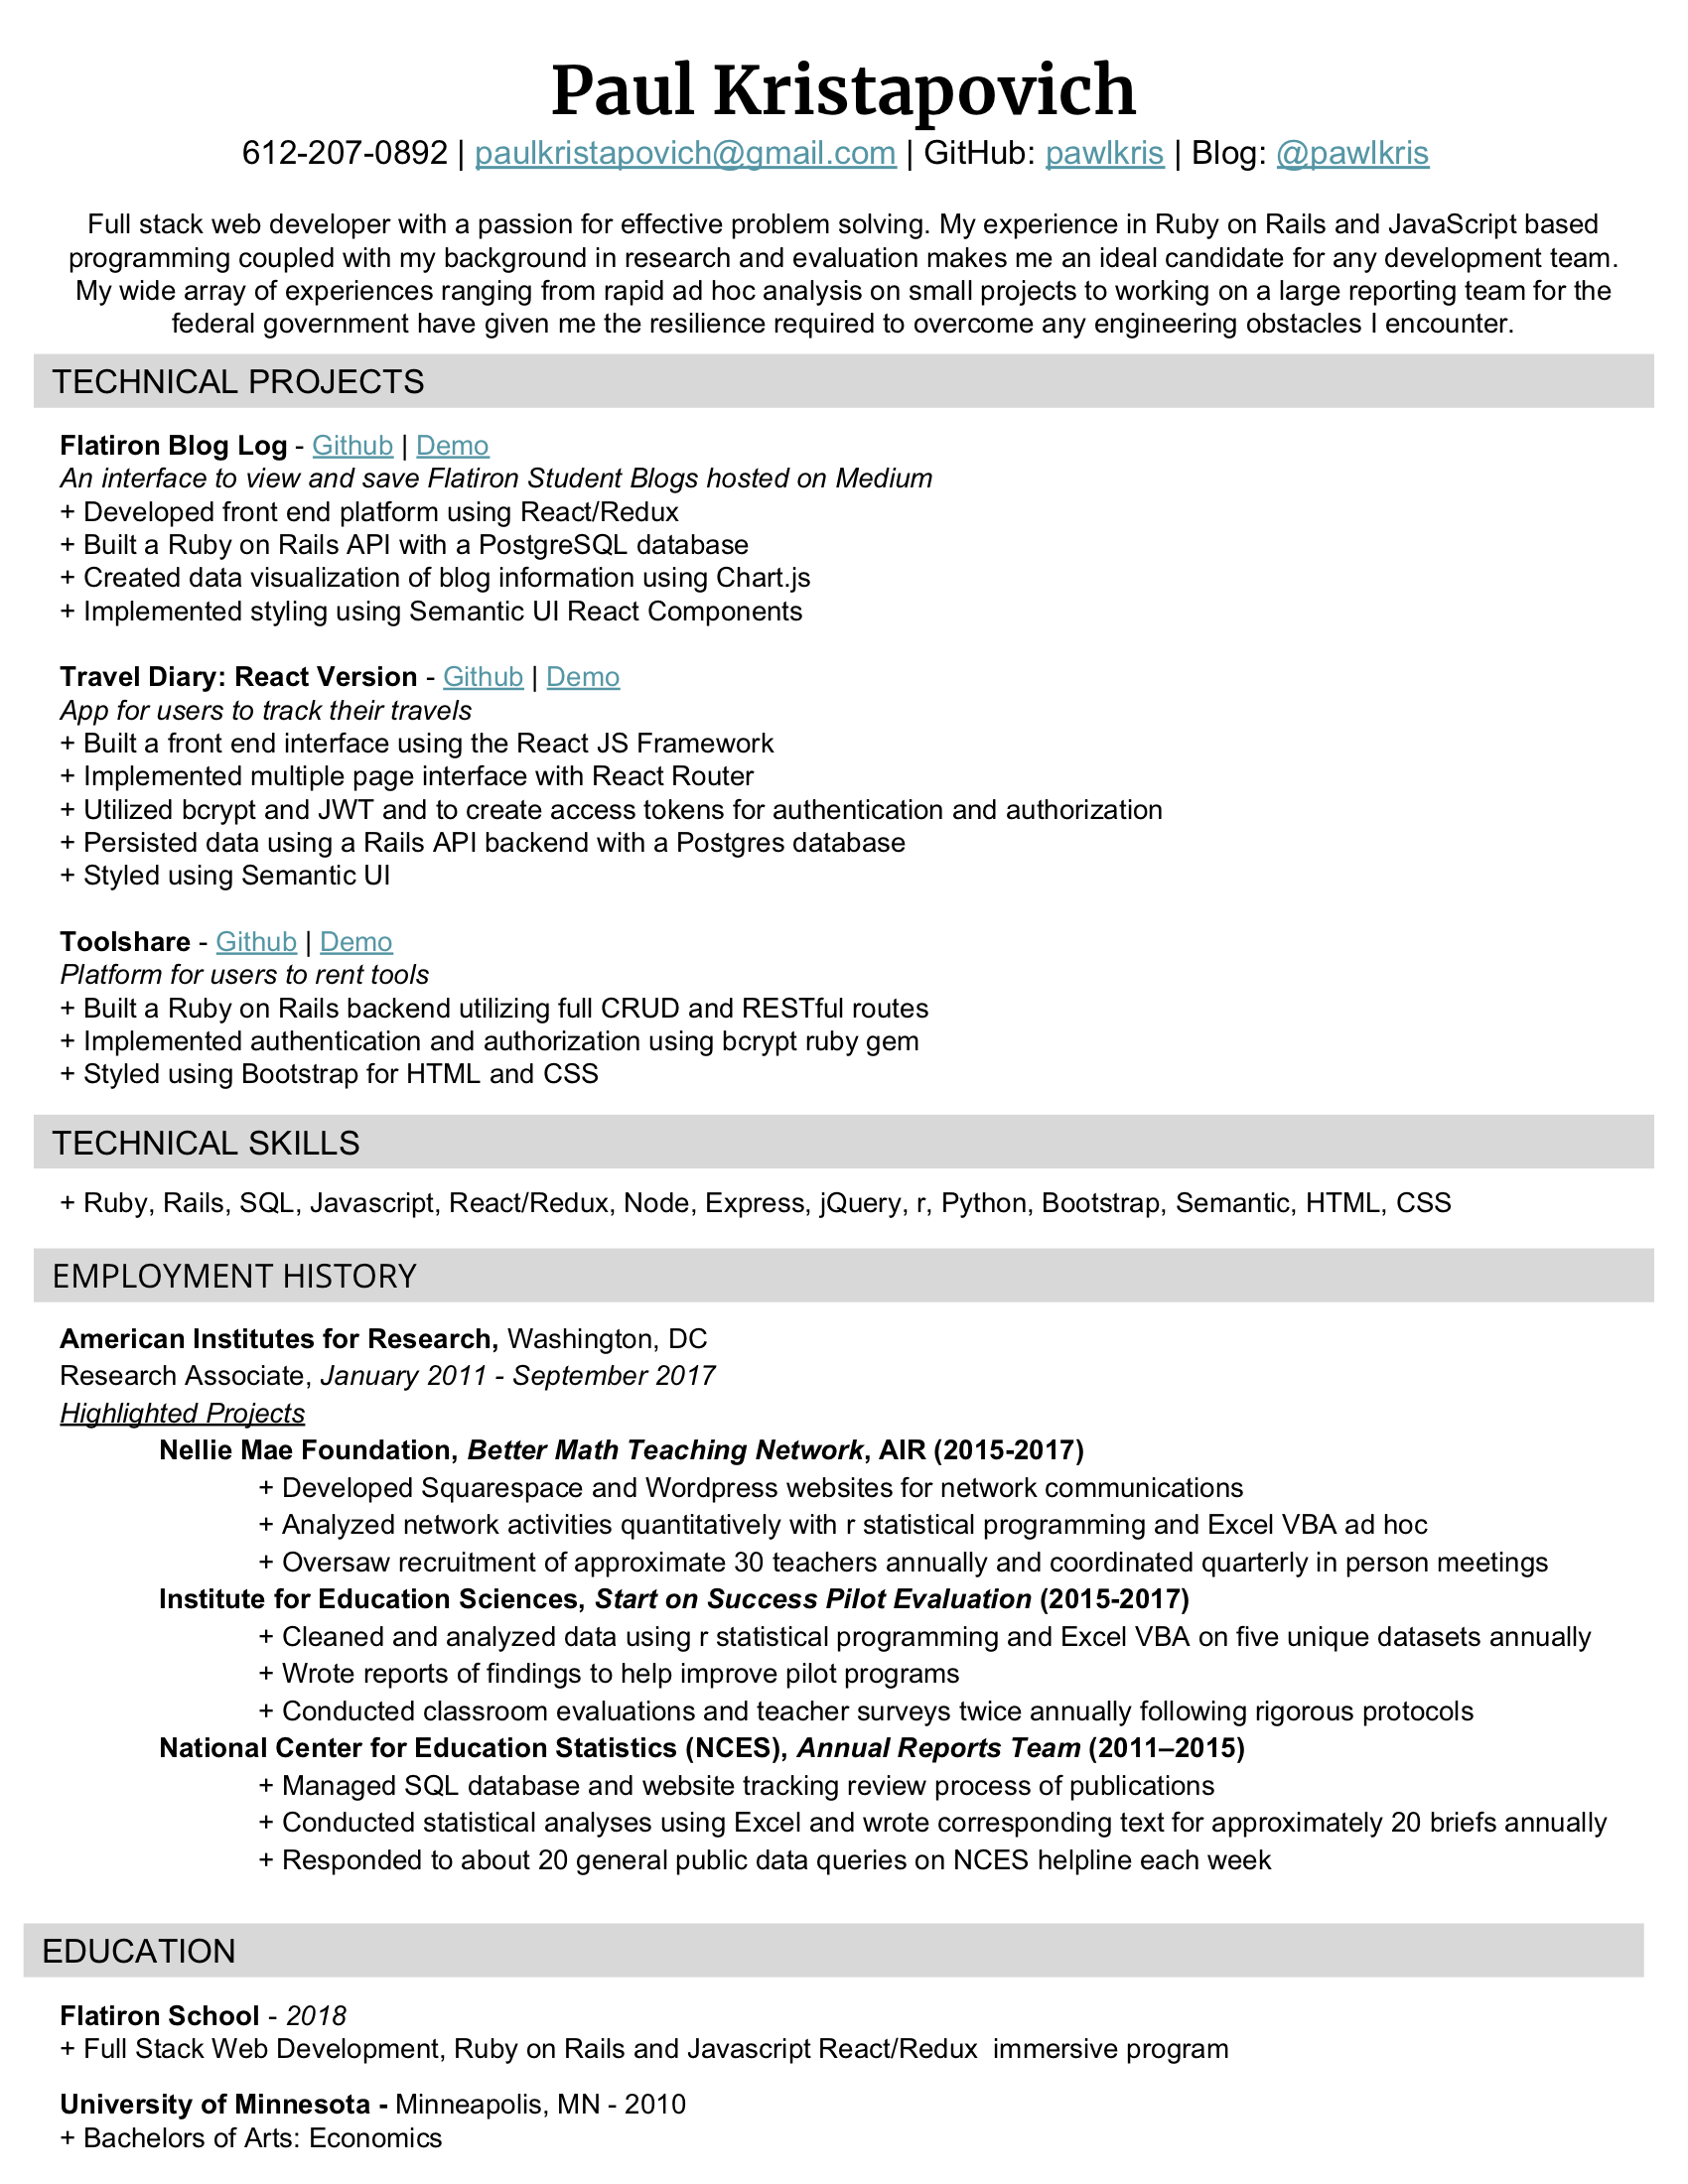 Paul Kristapovich
612-207-0892 | paulkristapovich@gmail.com | GitHub: pawlkris | Blog: @pawlkris
Full stack web developer with a passion for effective problem solving. My experience in Ruby on Rails and JavaScript based
programming coupled with my background in research and evaluation makes me an ideal candidate for any development team.
My wide array of experiences ranging from rapid ad hoc analysis on small projects to working on a large reporting team for the
federal government have given me the resilience required to overcome any engineering obstacles I encounter.
TECHNICAL PROJECTS
Flatiron Blog Log - Github | Demo
An interface to view and save Flatiron Student Blogs hosted on Medium
+ Developed front end platform using React/Redux
+ Built a Ruby on Rails API with a PostgreSQL database
+ Created data visualization of blog information using Chart.js
+ Implemented styling using Semantic UI React Components
Travel Diary: React Version - Github | Demo
App for users to track their travels
+ Built a front end interface using the React JS Framework
+ Implemented multiple page interface with React Router
+ Utilized bcrypt and JWT and to create access tokens for authentication and authorization
+ Persisted data using a Rails API backend with a Postgres database
+ Styled using Semantic UI
Toolshare - Github | Demo
Platform for users to rent tools
+ Built a Ruby on Rails backend utilizing full CRUD and RESTful routes
+ Implemented authentication and authorization using bcrypt ruby gem
+ Styled using Bootstrap for HTML and CSS
TECHNICAL SKILLS
+ Ruby, Rails, SQL, Javascript, React/Redux, Node, Express, jQuery, r, Python, Bootstrap, Semantic, HTML, CSS
EMPLOYMENT HISTORY
American Institutes for Research, Washington, DC
Research Associate, January 2011 - September 2017
Highlighted Projects
Nellie Mae Foundation, Better Math Teaching Network, AIR (2015-2017)
+ Developed Squarespace and Wordpress websites for network communications
+ Analyzed network activities quantitatively with r statistical programming and Excel VBA ad hoc
+ Oversaw recruitment of approximate 30 teachers annually and coordinated quarterly in person meetings
Institute for Education Sciences, Start on Success Pilot Evaluation (2015-2017)
+ Cleaned and analyzed data using r statistical programming and Excel VBA on five unique datasets annually
+ Wrote reports of findings to help improve pilot programs
+ Conducted classroom evaluations and teacher surveys twice annually following rigorous protocols
National Center for Education Statistics (NCES), Annual Reports Team (2011–2015)
+ Managed SQL database and website tracking review process of publications
+ Conducted statistical analyses using Excel and wrote corresponding text for approximately 20 briefs annually
+ Responded to about 20 general public data queries on NCES helpline each week
EDUCATION
Flatiron School - 2018
+ Full Stack Web Development, Ruby on Rails and Javascript React/Redux immersive program
University of Minnesota - Minneapolis, MN - 2010
+ Bachelors of Arts: Economics